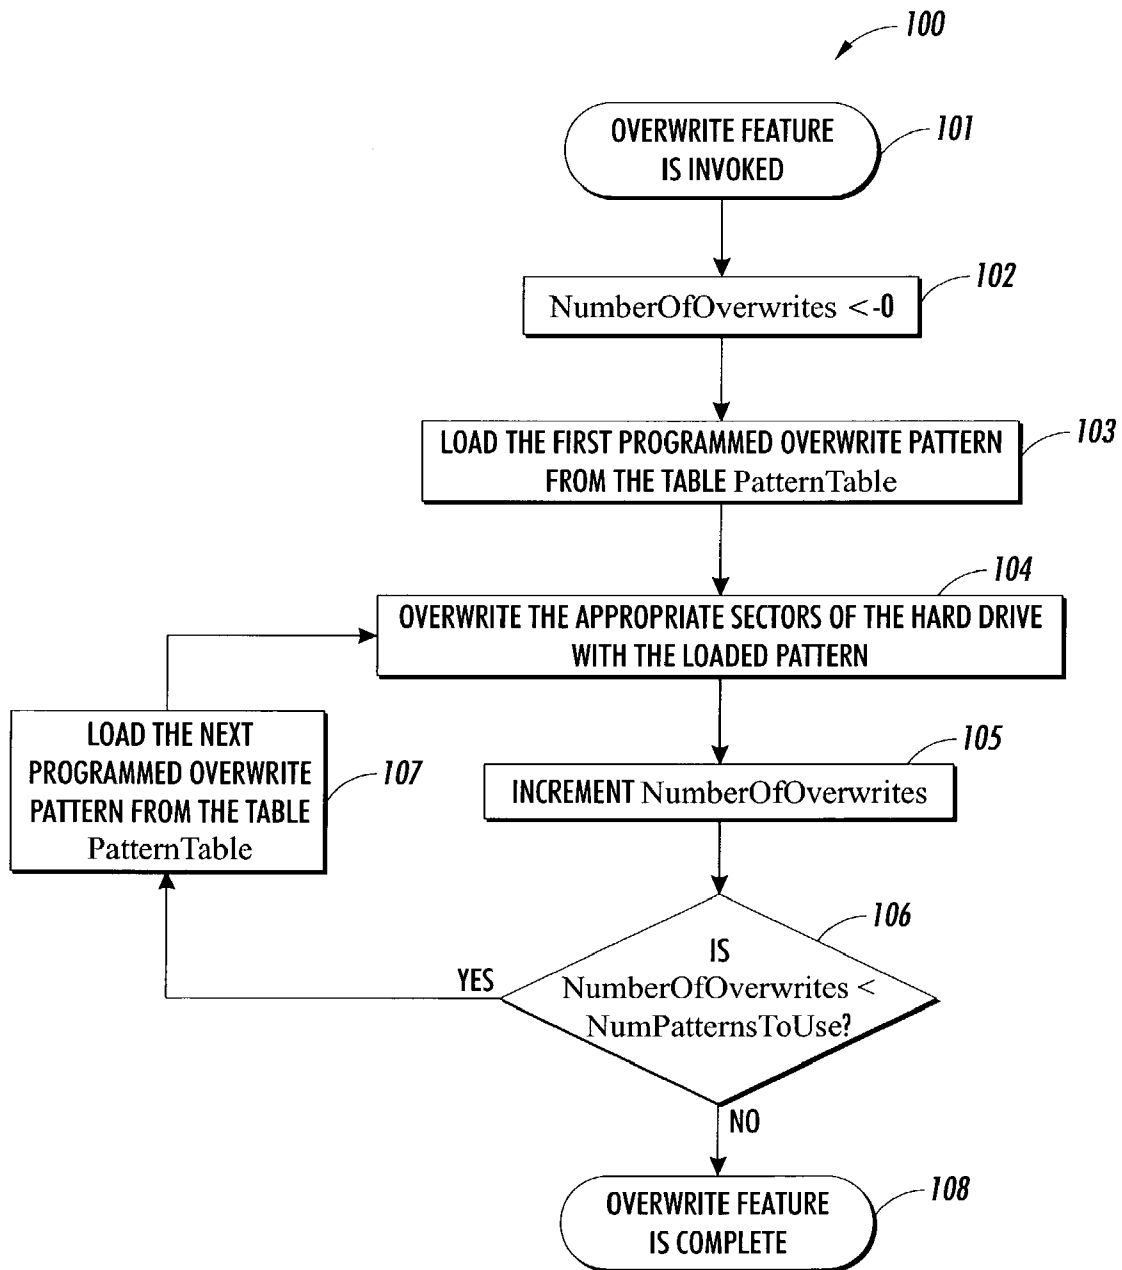 100
OVERWRITE FEATURE
IS INVOKED
101
NumberOfOverwrites <-0
102
LOAD THE FIRST PROGRAMMED OVERWRITE PATTERN
FROM THE TABLE PatternTable
103
OVERWRITE THE APPROPRIATE SECTORS OF THE HARD DRIVE
WITH THE LOADED PATTERN
104
INCREMENT NumberOfOverwrites
105
LOAD THE NEXT
PROGRAMMED OVERWRITE
PATTERN FROM THE TABLE
PatternTable
107
IS
NumberOfOverwrites <
NumPatternsToUse?
106
YES
NO
OVERWRITE FEATURE
IS COMPLETE
108